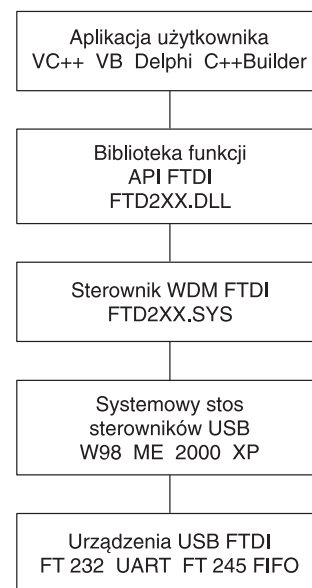 Aplikacja użytkownika
VC++ VB Delphi C++Builder
Biblioteka funkcji
API FTDI
FTD2XX.DLL
Sterownik WDM FTDI
FTD2XX.SYS
Systemowy stos
sterowników USB
W98 ME 2000 XP
Urządzenia USB FTDI
FT 232 UART FT 245 FIFO